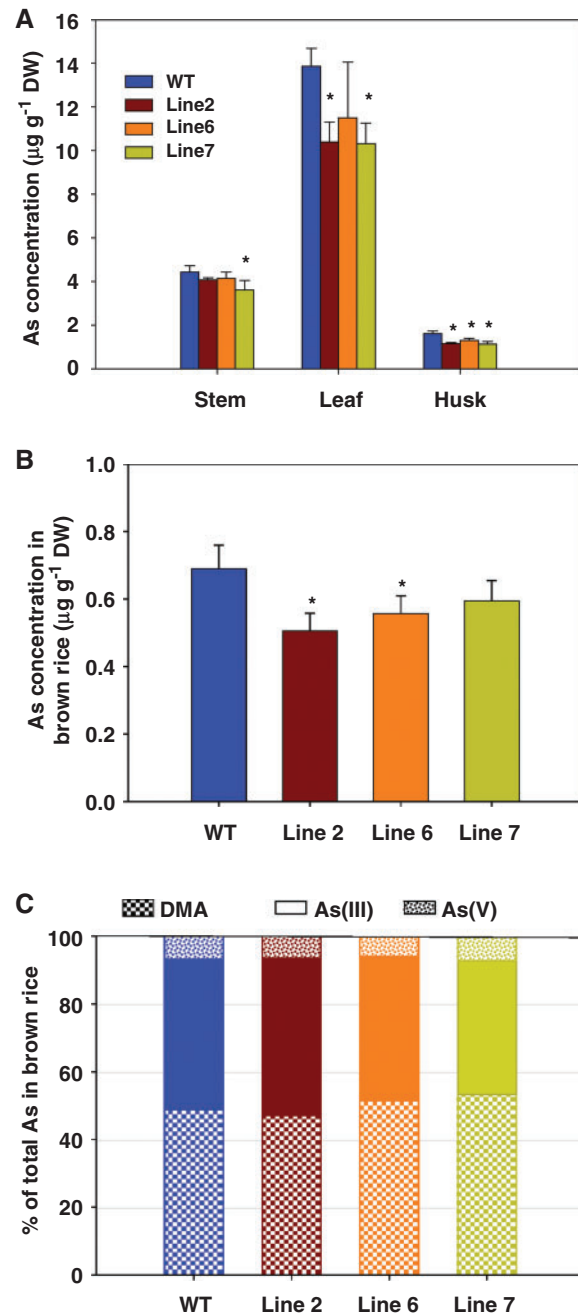 A
As concentration (µg g⁻¹ DW)
16
14
12
10
8
6
4
2
0
WT
Line2
Line6
Line7
*
*
*
*
*
*
Stem
Leaf
Husk
B
As concentration in
brown rice (µg g⁻¹ DW)
1.0
0.8
0.6
0.4
0.2
0.0
*
*
WT
Line 2
Line 6
Line 7
C
DMA
As(III)
As(V)
% of total As in brown rice
100
80
60
40
20
0
WT
Line 2
Line 6
Line 7